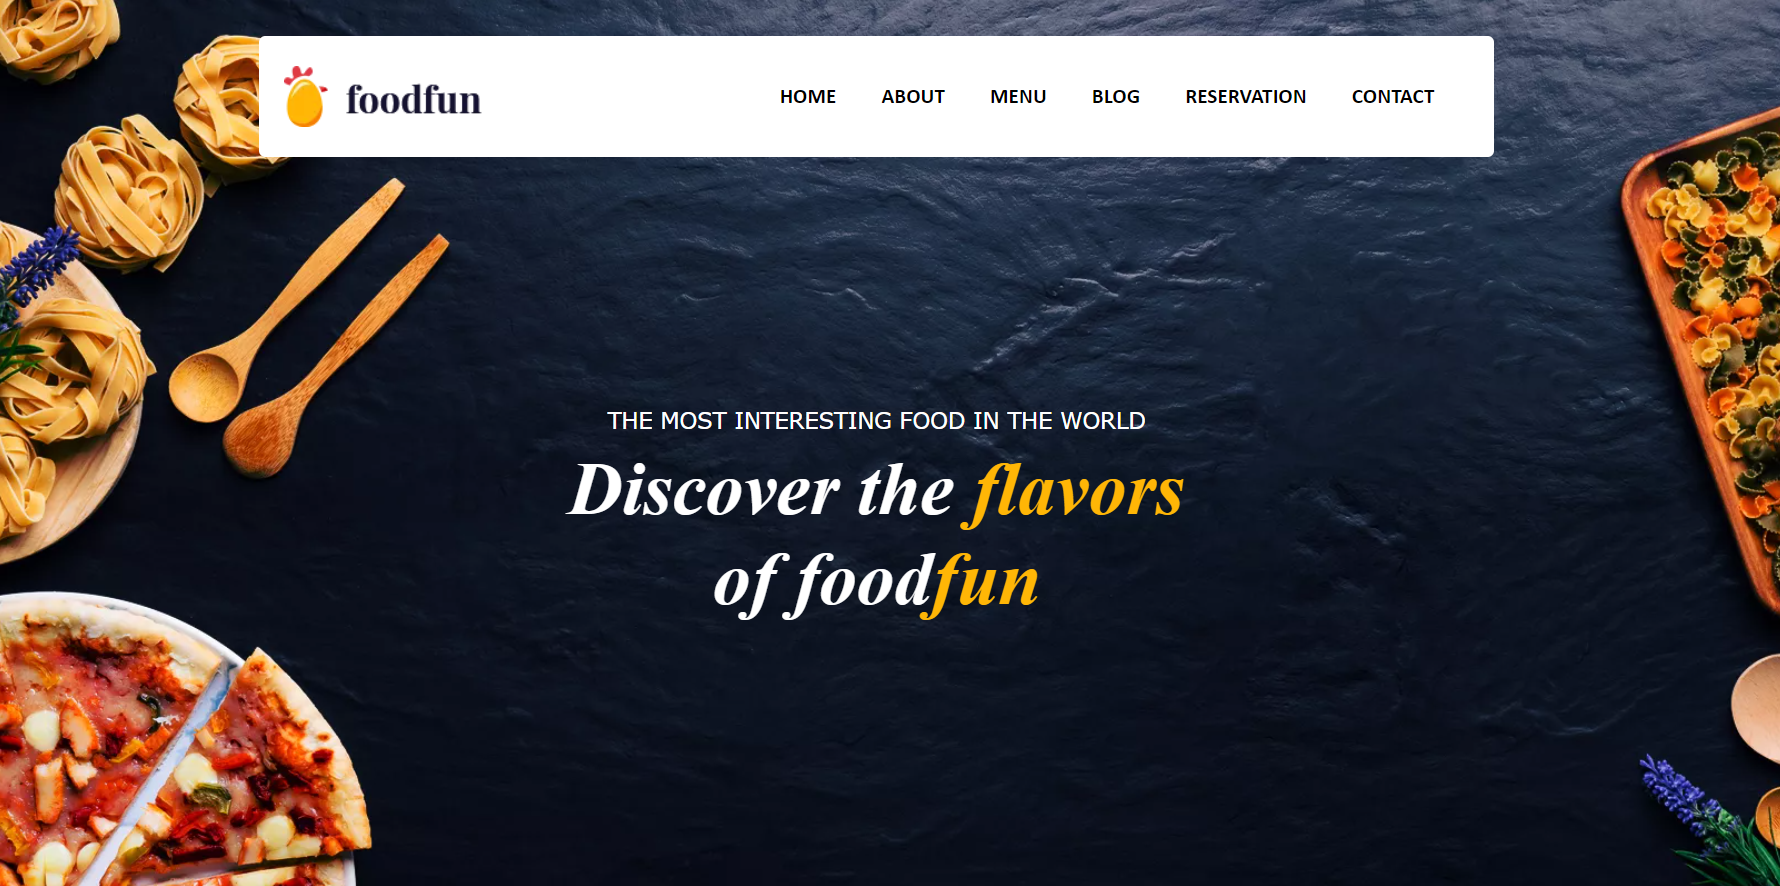 foodfun
HOME ABOUT MENU BLOG RESERVATION CONTACT
THE MOST INTERESTING FOOD IN THE WORLD
Discover the flavors
of foodfun